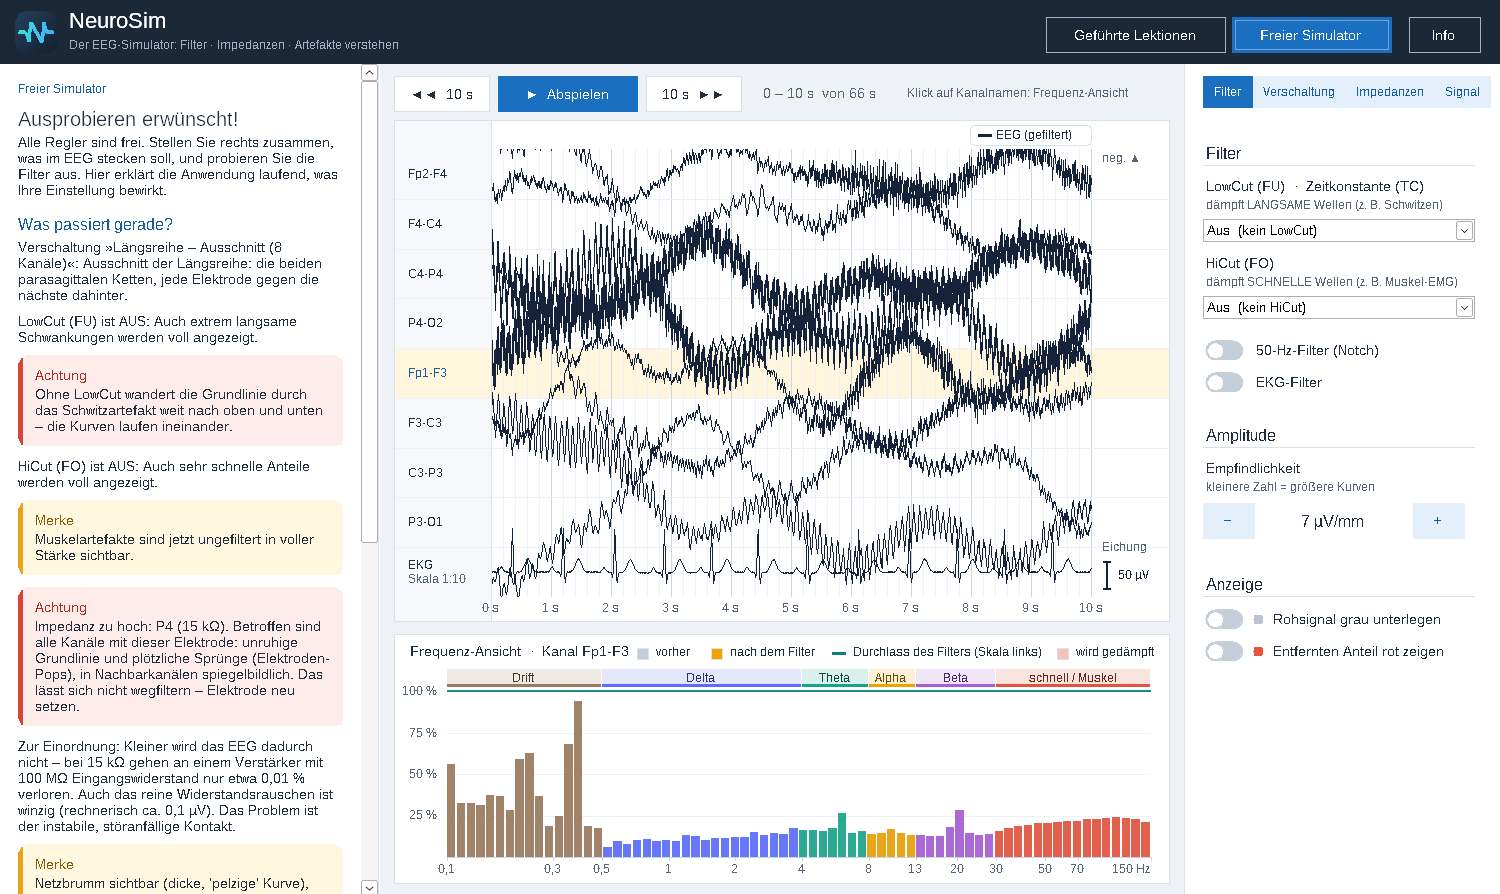 NeuroSim
Der EEG-Simulator: Filter · Impedanzen · Artefakte verstehen
Geführte Lektionen
Freier Simulator
Info
Freier Simulator
Ausprobieren erwünscht!
Alle Regler sind frei. Stellen Sie rechts zusammen,
was im EEG stecken soll, und probieren Sie die
Filter aus. Hier erklärt die Anwendung laufend, was
Ihre Einstellung bewirkt.
Was passiert gerade?
Verschaltung »Längsreihe – Ausschnitt (8
Kanäle)«: Ausschnitt der Längsreihe: die beiden
parasagittalen Ketten, jede Elektrode gegen die
nächste dahinter.
LowCut (FU) ist AUS: Auch extrem langsame
Schwankungen werden voll angezeigt.
Achtung
Ohne LowCut wandert die Grundlinie durch
das Schwitzartefakt weit nach oben und unten
– die Kurven laufen ineinander.
HiCut (FO) ist AUS: Auch sehr schnelle Anteile
werden voll angezeigt.
Merke
Muskelartefakte sind jetzt ungefiltert in voller
Stärke sichtbar.
Achtung
Impedanz zu hoch: P4 (15 kΩ). Betroffen sind
alle Kanäle mit dieser Elektrode: unruhige
Grundlinie und plötzliche Sprünge (Elektroden-
Pops), in Nachbarkanälen spiegelbildlich. Das
lässt sich nicht wegfiltern – Elektrode neu
setzen.
Zur Einordnung: Kleiner wird das EEG dadurch
nicht – bei 15 kΩ gehen an einem Verstärker mit
100 MΩ Eingangswiderstand nur etwa 0,01 %
verloren. Auch das reine Widerstandsrauschen ist
winzig (rechnerisch ca. 0,1 µV). Das Problem ist
der instabile, störanfällige Kontakt.
Merke
Netzbrumm sichtbar (dicke, 'pelzige' Kurve),
◄◄ 10 s
► Abspielen
10 s ►►
0 – 10 s von 66 s
Klick auf Kanalnamen: Frequenz-Ansicht
EEG (gefiltert)
neg. ▲
Fp2-F4
F4-C4
C4-P4
P4-O2
Fp1-F3
F3-C3
C3-P3
P3-O1
EKG
Skala 1:10
Eichung
50 µV
0 s 1 s 2 s 3 s 4 s 5 s 6 s 7 s 8 s 9 s 10 s
Frequenz-Ansicht · Kanal Fp1-F3
vorher
nach dem Filter
Durchlass des Filters (Skala links)
wird gedämpft
Drift Delta Theta Alpha Beta schnell / Muskel
100 %
75 %
50 %
25 %
0,1 0,3 0,5 1 2 4 8 13 20 30 50 70 150 Hz
Filter Verschaltung Impedanzen Signal
Filter
LowCut (FU) · Zeitkonstante (TC)
dämpft LANGSAME Wellen (z. B. Schwitzen)
Aus (kein LowCut)
HiCut (FO)
dämpft SCHNELLE Wellen (z. B. Muskel-EMG)
Aus (kein HiCut)
50-Hz-Filter (Notch)
EKG-Filter
Amplitude
Empfindlichkeit
kleinere Zahl = größere Kurven
– 7 µV/mm +
Anzeige
Rohsignal grau unterlegen
Entfernten Anteil rot zeigen